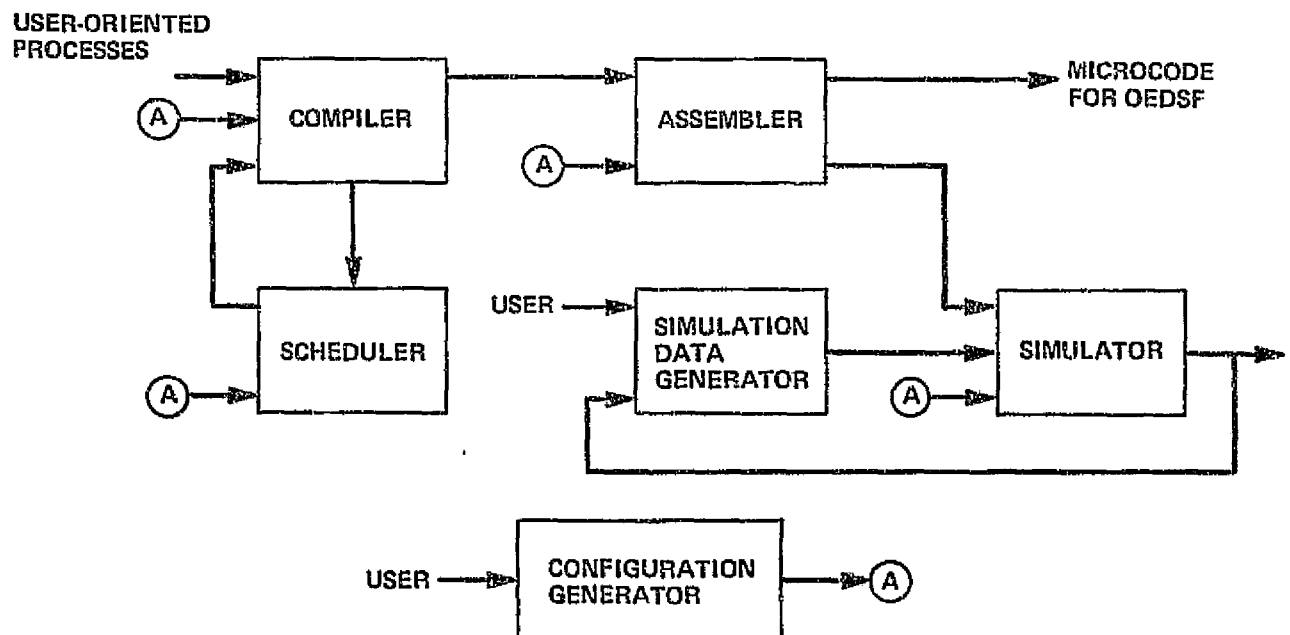 USER-ORIENTED
PROCESSES
A
COMPILER
ASSEMBLER
MICROCODE
FOR OEDSF
A
SCHEDULER
A
USER
SIMULATION
DATA
GENERATOR
SIMULATOR
A
USER
CONFIGURATION
GENERATOR
A